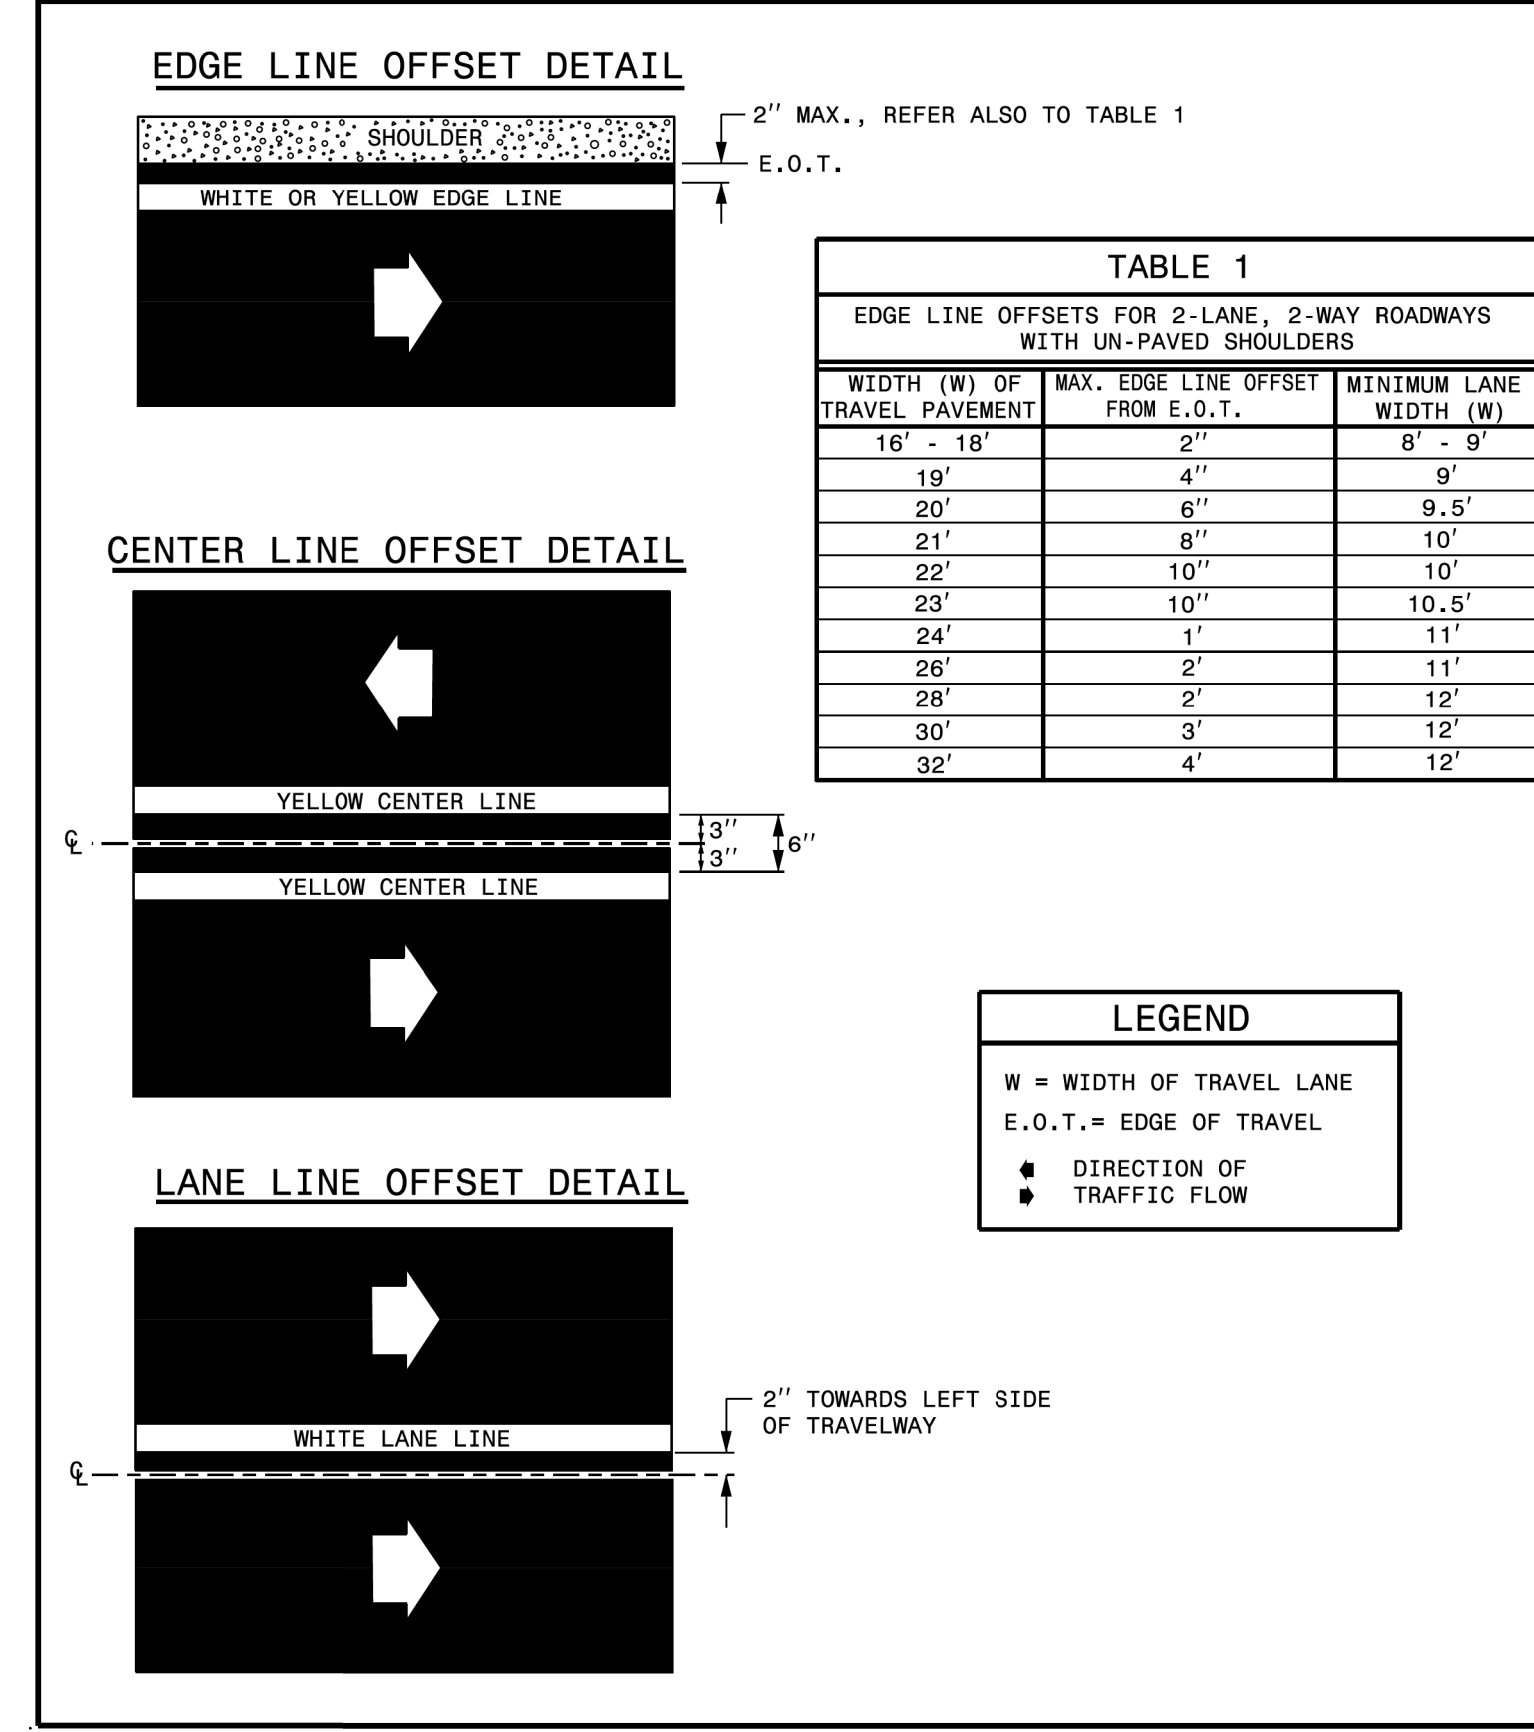 EDGE LINE OFFSET DETAIL
SHOULDER
WHITE OR YELLOW EDGE LINE
2'' MAX., REFER ALSO TO TABLE 1
E.O.T.
TABLE 1
EDGE LINE OFFSETS FOR 2-LANE, 2-WAY ROADWAYS
WITH UN-PAVED SHOULDERS
WIDTH (W) OF TRAVEL PAVEMENT MAX. EDGE LINE OFFSET FROM E.O.T. MINIMUM LANE WIDTH (W)
16' - 18' 2'' 8' - 9'
19' 4'' 9'
20' 6'' 9.5'
21' 8'' 10'
22' 10'' 10'
23' 10'' 10.5'
24' 1' 11'
26' 2' 11'
28' 2' 12'
30' 3' 12'
32' 4' 12'
CENTER LINE OFFSET DETAIL
YELLOW CENTER LINE
℄
3''
3''
6''
YELLOW CENTER LINE
LEGEND
W = WIDTH OF TRAVEL LANE
E.O.T.= EDGE OF TRAVEL
DIRECTION OF
TRAFFIC FLOW
LANE LINE OFFSET DETAIL
WHITE LANE LINE
℄
2'' TOWARDS LEFT SIDE
OF TRAVELWAY